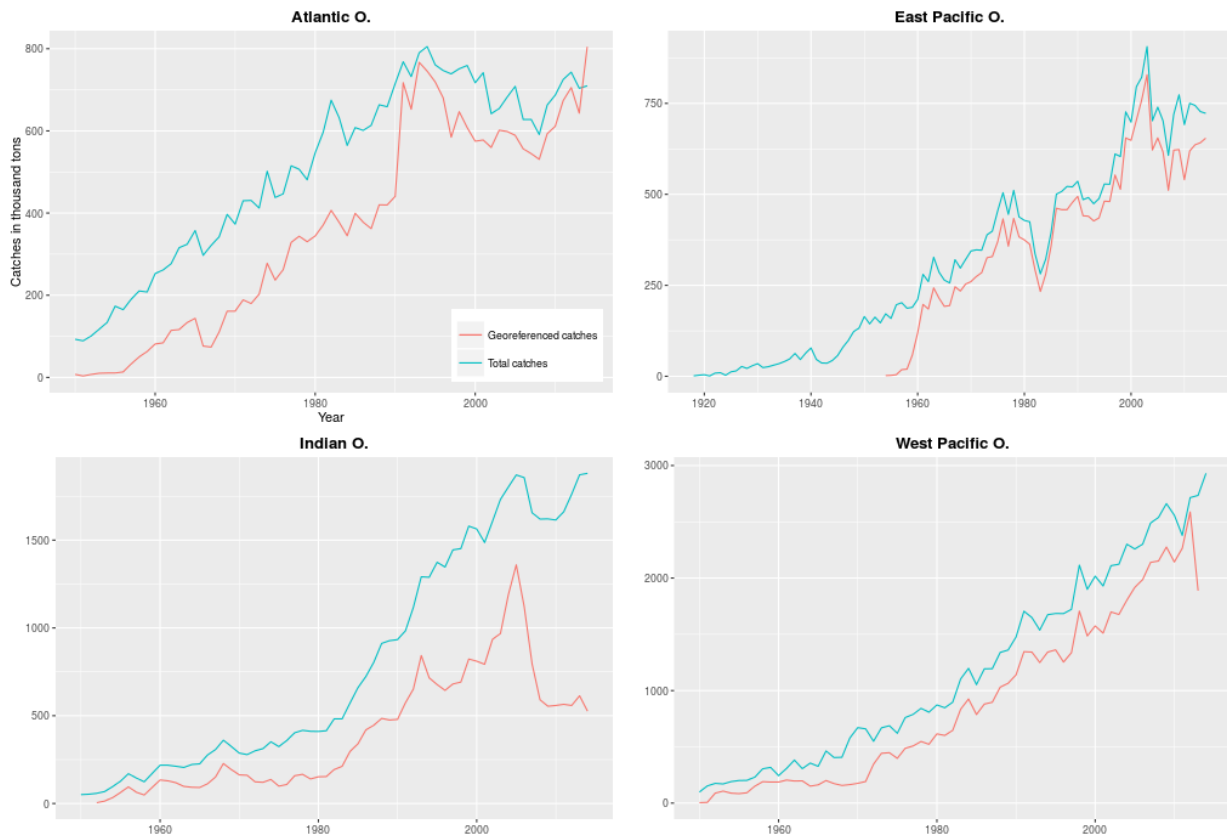 Atlantic O.
Catches in thousand tons
800
600
400
200
0
Georeferenced catches
Total catches
1960 1980 2000
Year
East Pacific O.
750
500
250
0
1920 1940 1960 1980 2000
Indian O.
1500
1000
500
0
1960 1980 2000
West Pacific O.
3000
2000
1000
0
1960 1980 2000